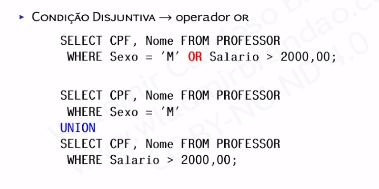 ▸ Condição Disjuntiva → operador OR
SELECT CPF, Nome FROM PROFESSOR
WHERE Sexo = 'M' OR Salario > 2000,00;
SELECT CPF, Nome FROM PROFESSOR
WHERE Sexo = 'M'
UNION
SELECT CPF, Nome FROM PROFESSOR
WHERE Salario > 2000,00;